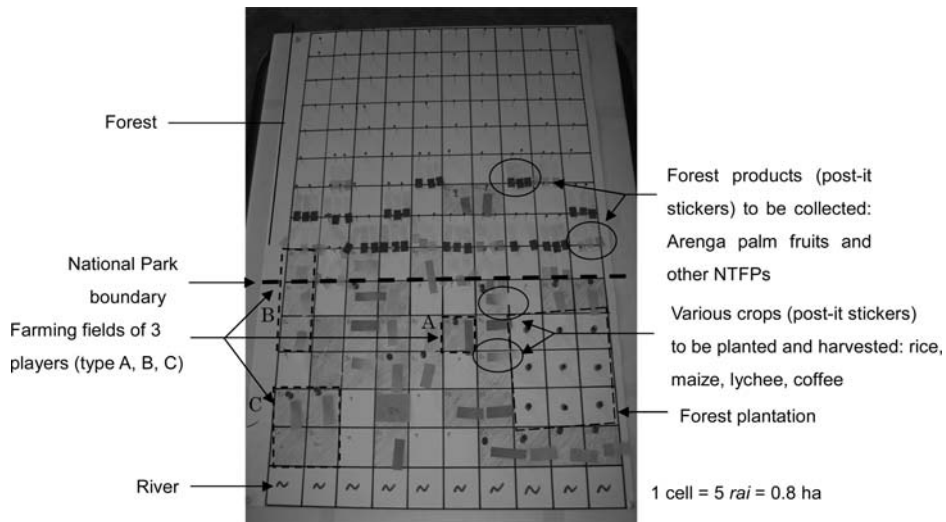 Forest
National Park
boundary
Farming fields of 3
players (type A, B, C)
River
B
A
C
Forest products (post-it
stickers) to be collected:
Arenga palm fruits and
other NTFPs
Various crops (post-it stickers)
to be planted and harvested: rice,
maize, lychee, coffee
Forest plantation
1 cell = 5 rai = 0.8 ha